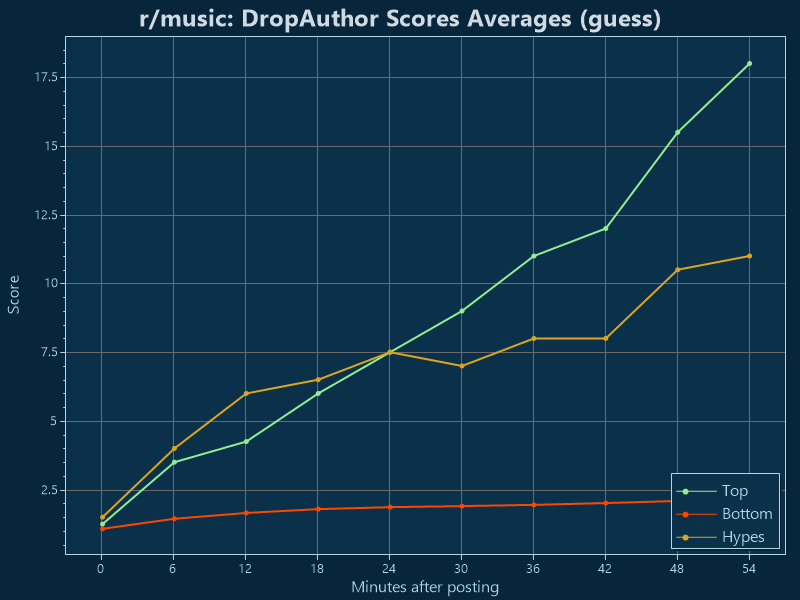 r/music: DropAuthor Scores Averages (guess)
Score
17.5
15
12.5
10
7.5
5
2.5
0 6 12 18 24 30 36 42 48 54
Minutes after posting
Top
Bottom
Hypes